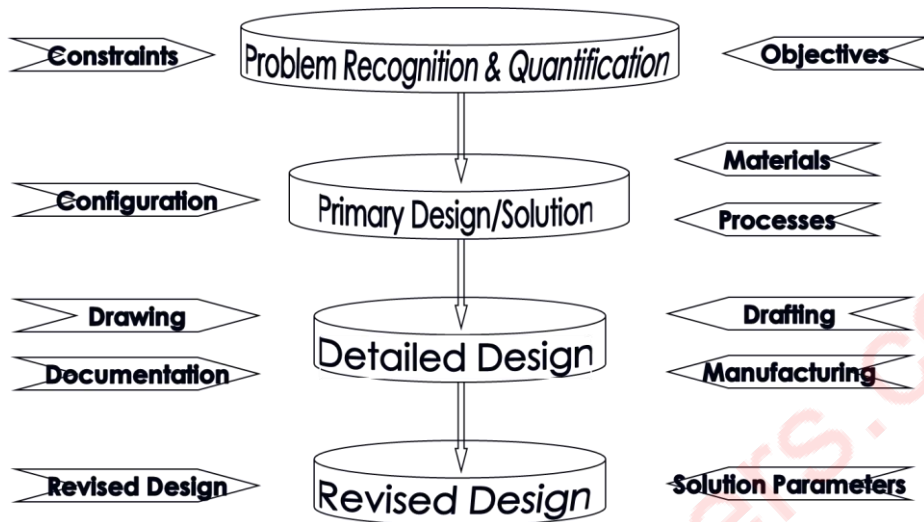 Constraints
Problem Recognition & Quantification
Objectives
Materials
Configuration
Primary Design/Solution
Processes
Drawing
Drafting
Detailed Design
Documentation
Manufacturing
Revised Design
Revised Design
Solution Parameters